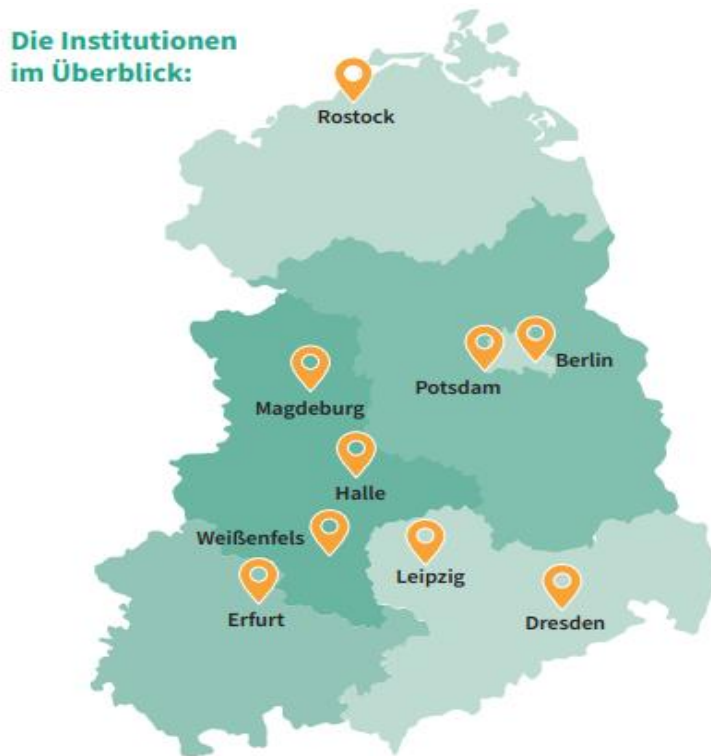 Die Institutionen
im Überblick:
Rostock
Berlin
Potsdam
Magdeburg
Halle
Weißenfels
Leipzig
Erfurt
Dresden